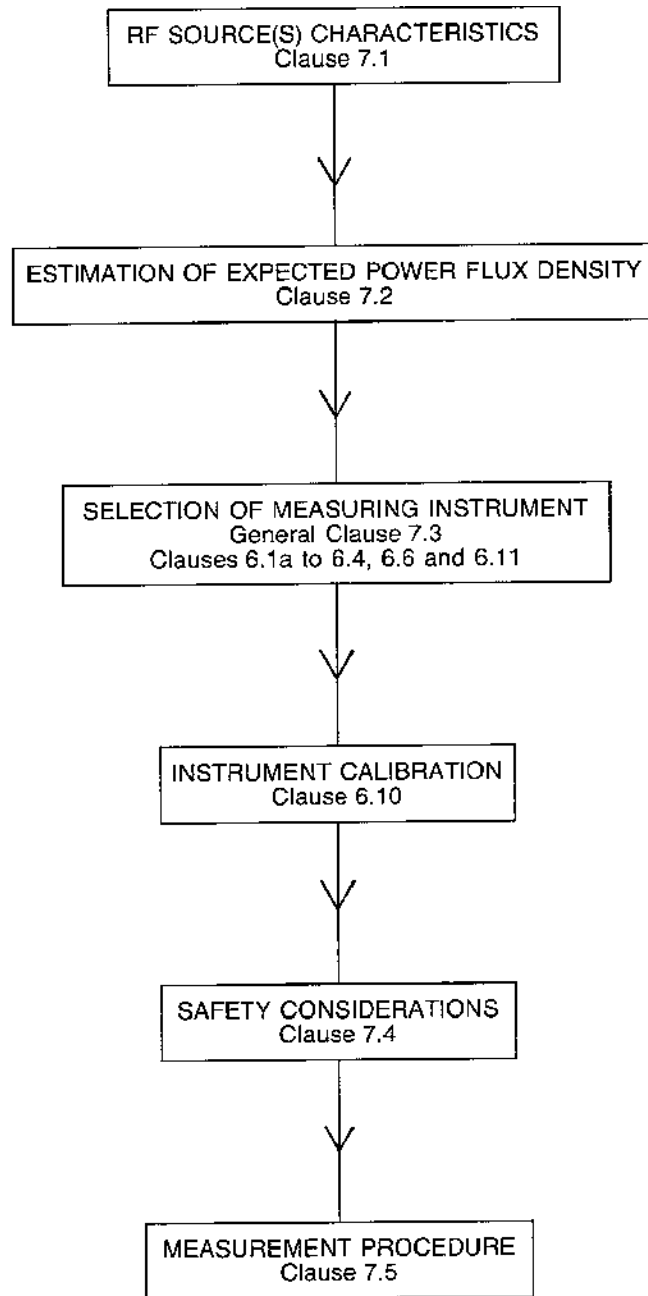 RF SOURCE(S) CHARACTERISTICS
Clause 7.1
ESTIMATION OF EXPECTED POWER FLUX DENSITY
Clause 7.2
SELECTION OF MEASURING INSTRUMENT
General Clause 7.3
Clauses 6.1a to 6.4, 6.6 and 6.11
INSTRUMENT CALIBRATION
Clause 6.10
SAFETY CONSIDERATIONS
Clause 7.4
MEASUREMENT PROCEDURE
Clause 7.5